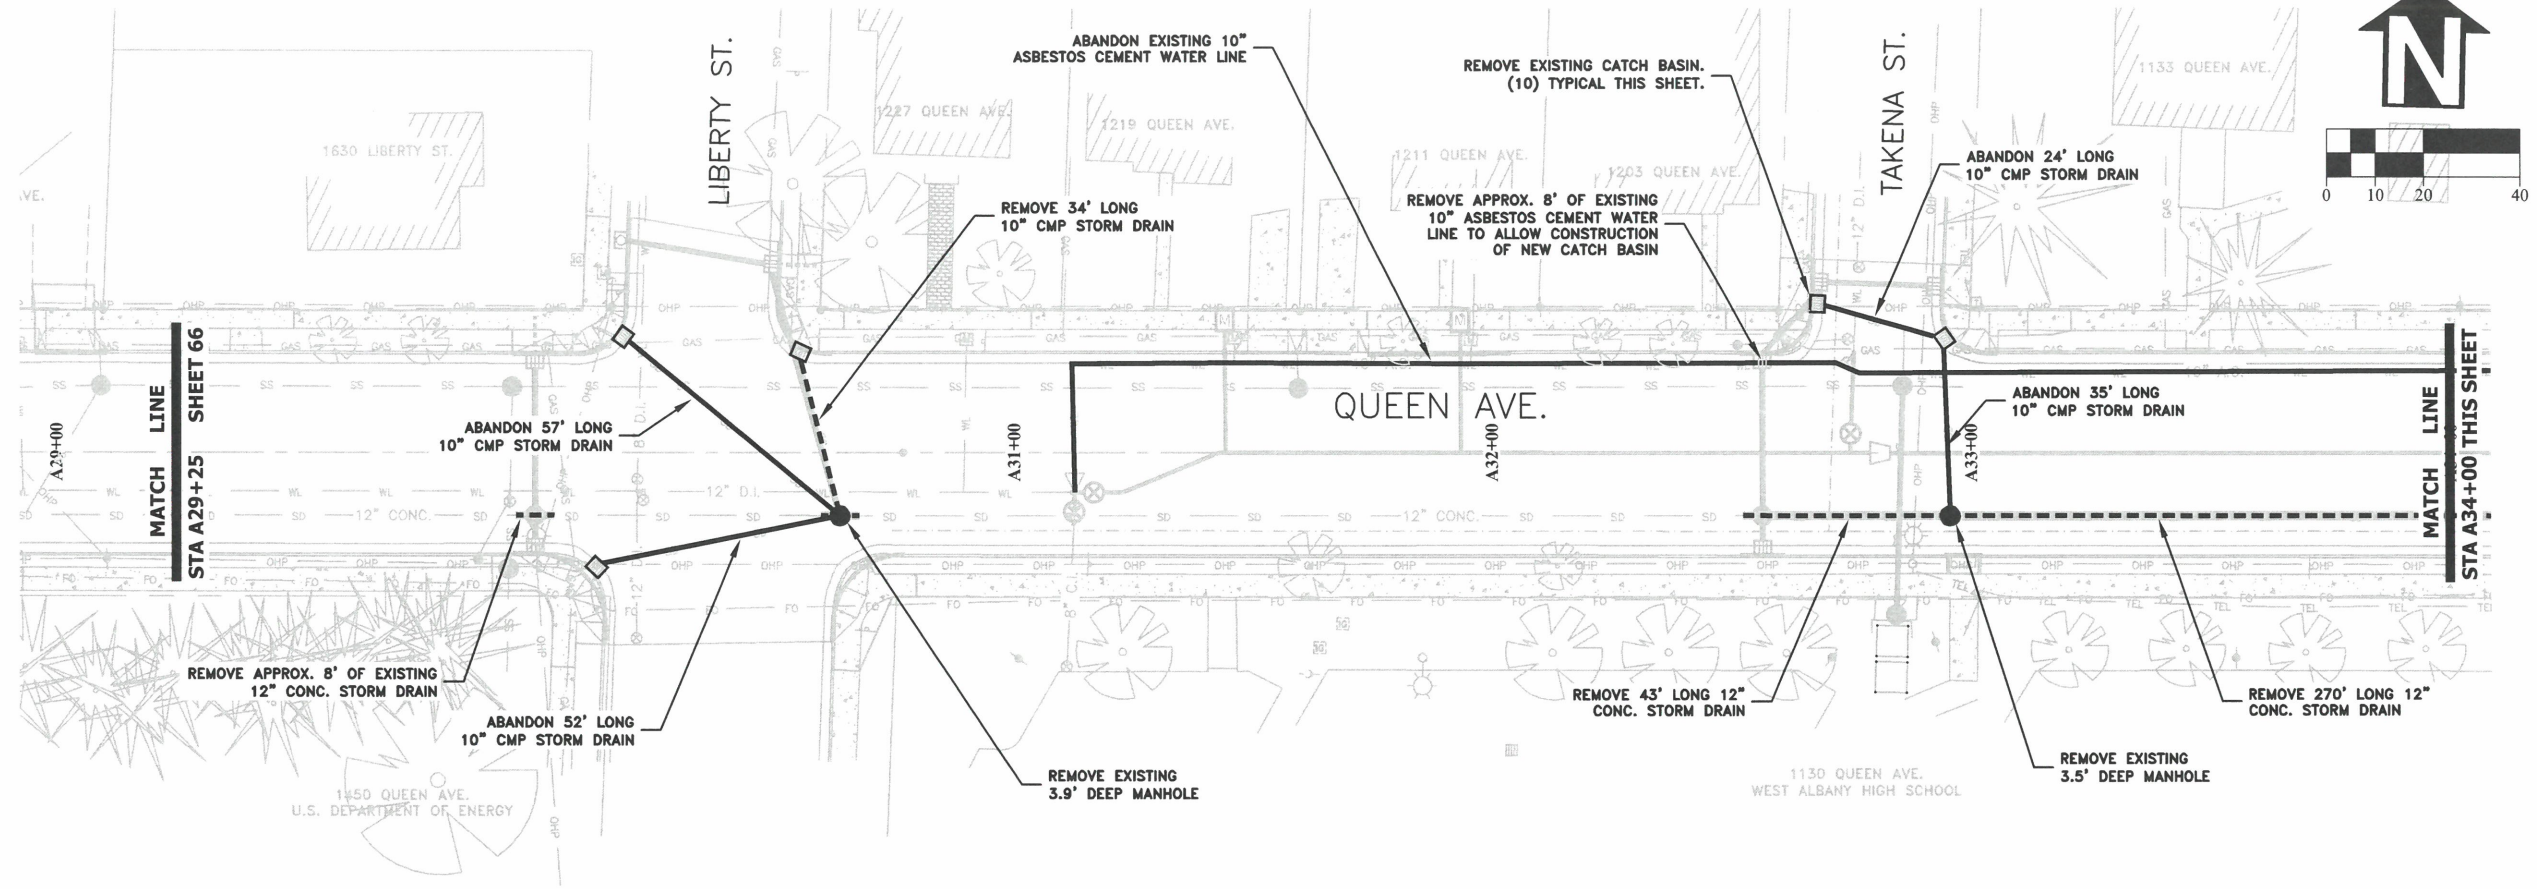 N
0 10 20 40
LIBERTY ST.
TAKENA ST.
QUEEN AVE.
ABANDON EXISTING 10"
ASBESTOS CEMENT WATER LINE
REMOVE EXISTING CATCH BASIN.
(10) TYPICAL THIS SHEET.
1133 QUEEN AVE.
1630 LIBERTY ST.
1227 QUEEN AVE.
1219 QUEEN AVE.
1211 QUEEN AVE.
1203 QUEEN AVE.
ABANDON 24' LONG
10" CMP STORM DRAIN
REMOVE 34' LONG
10" CMP STORM DRAIN
REMOVE APPROX. 8' OF EXISTING
10" ASBESTOS CEMENT WATER
LINE TO ALLOW CONSTRUCTION
OF NEW CATCH BASIN
AVE.
MATCH LINE
STA A29+25 SHEET 66
A29+00
A31+00
A32+00
A33+00
ABANDON 57' LONG
10" CMP STORM DRAIN
ABANDON 35' LONG
10" CMP STORM DRAIN
MATCH LINE
STA A34+00 THIS SHEET
12" CONC.
12" D.I.
12" CONC.
8" D.I.
12" D.I.
10" A.C.
REMOVE APPROX. 8' OF EXISTING
12" CONC. STORM DRAIN
ABANDON 52' LONG
10" CMP STORM DRAIN
REMOVE EXISTING
3.9' DEEP MANHOLE
REMOVE 43' LONG 12"
CONC. STORM DRAIN
REMOVE 270' LONG 12"
CONC. STORM DRAIN
REMOVE EXISTING
3.5' DEEP MANHOLE
1450 QUEEN AVE.
U.S. DEPARTMENT OF ENERGY
1130 QUEEN AVE.
WEST ALBANY HIGH SCHOOL